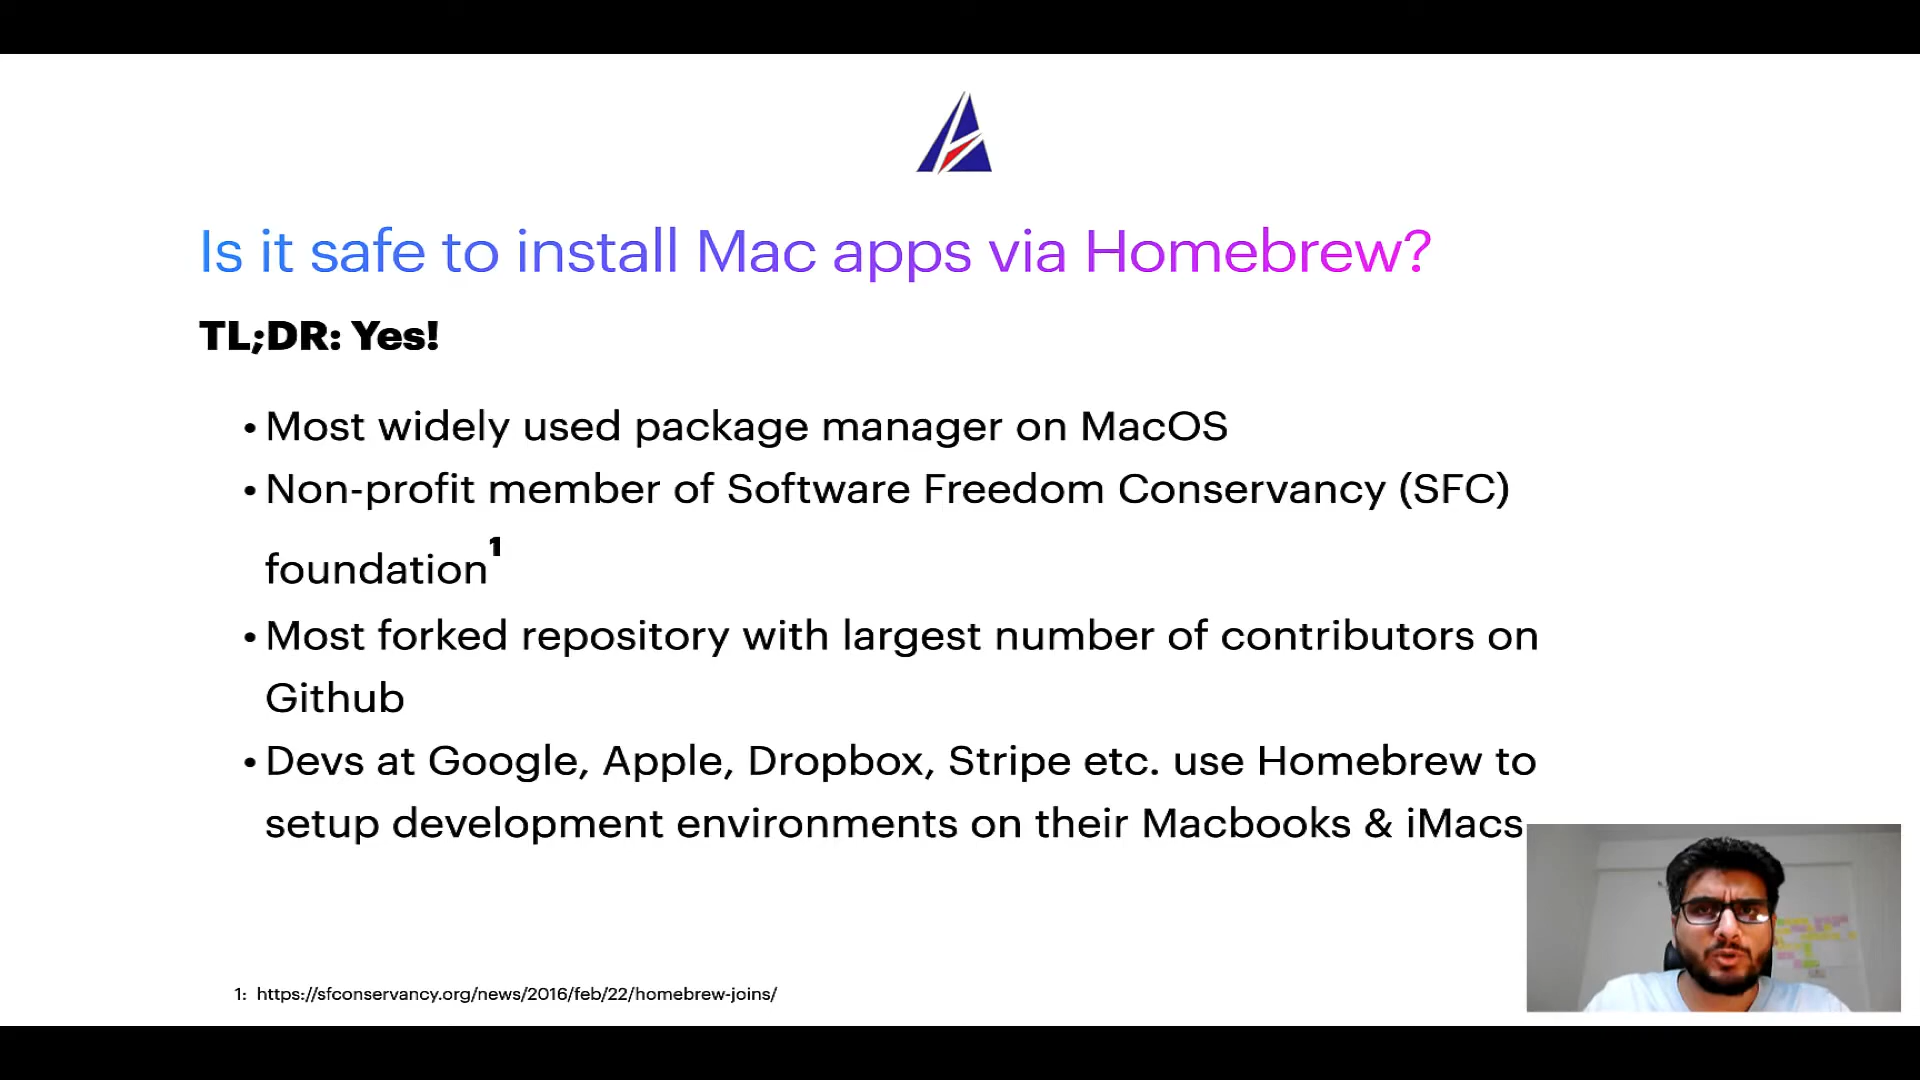 Is it safe to install Mac apps via Homebrew?
TL;DR: Yes!
• Most widely used package manager on MacOS
• Non-profit member of Software Freedom Conservancy (SFC)
foundation1
• Most forked repository with largest number of contributors on
Github
• Devs at Google, Apple, Dropbox, Stripe etc. use Homebrew to
setup development environments on their Macbooks & iMacs
1: https://sfconservancy.org/news/2016/feb/22/homebrew-joins/